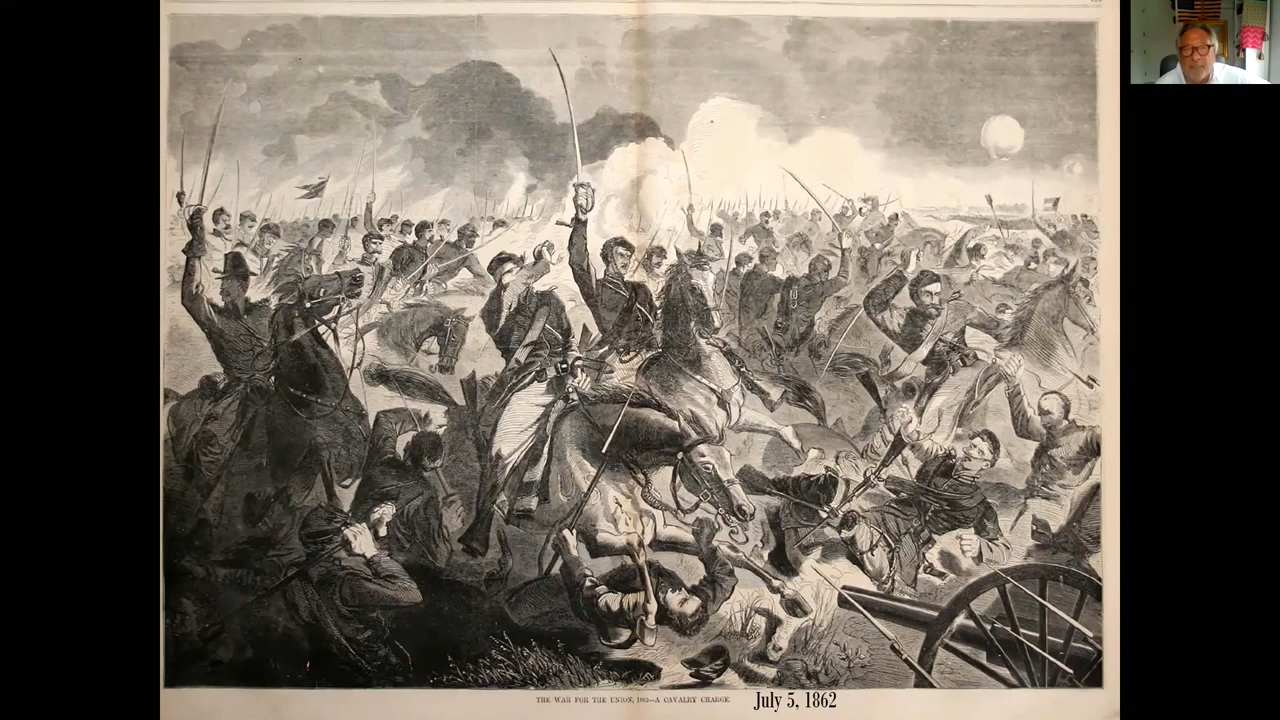 THE WAR FOR THE UNION, 1862—A CAVALRY CHARGE.
July 5, 1862